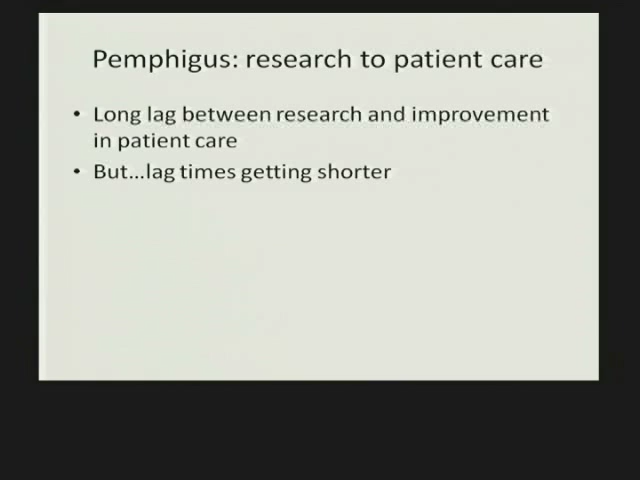 Pemphigus: research to patient care
• Long lag between research and improvement
in patient care
• But...lag times getting shorter